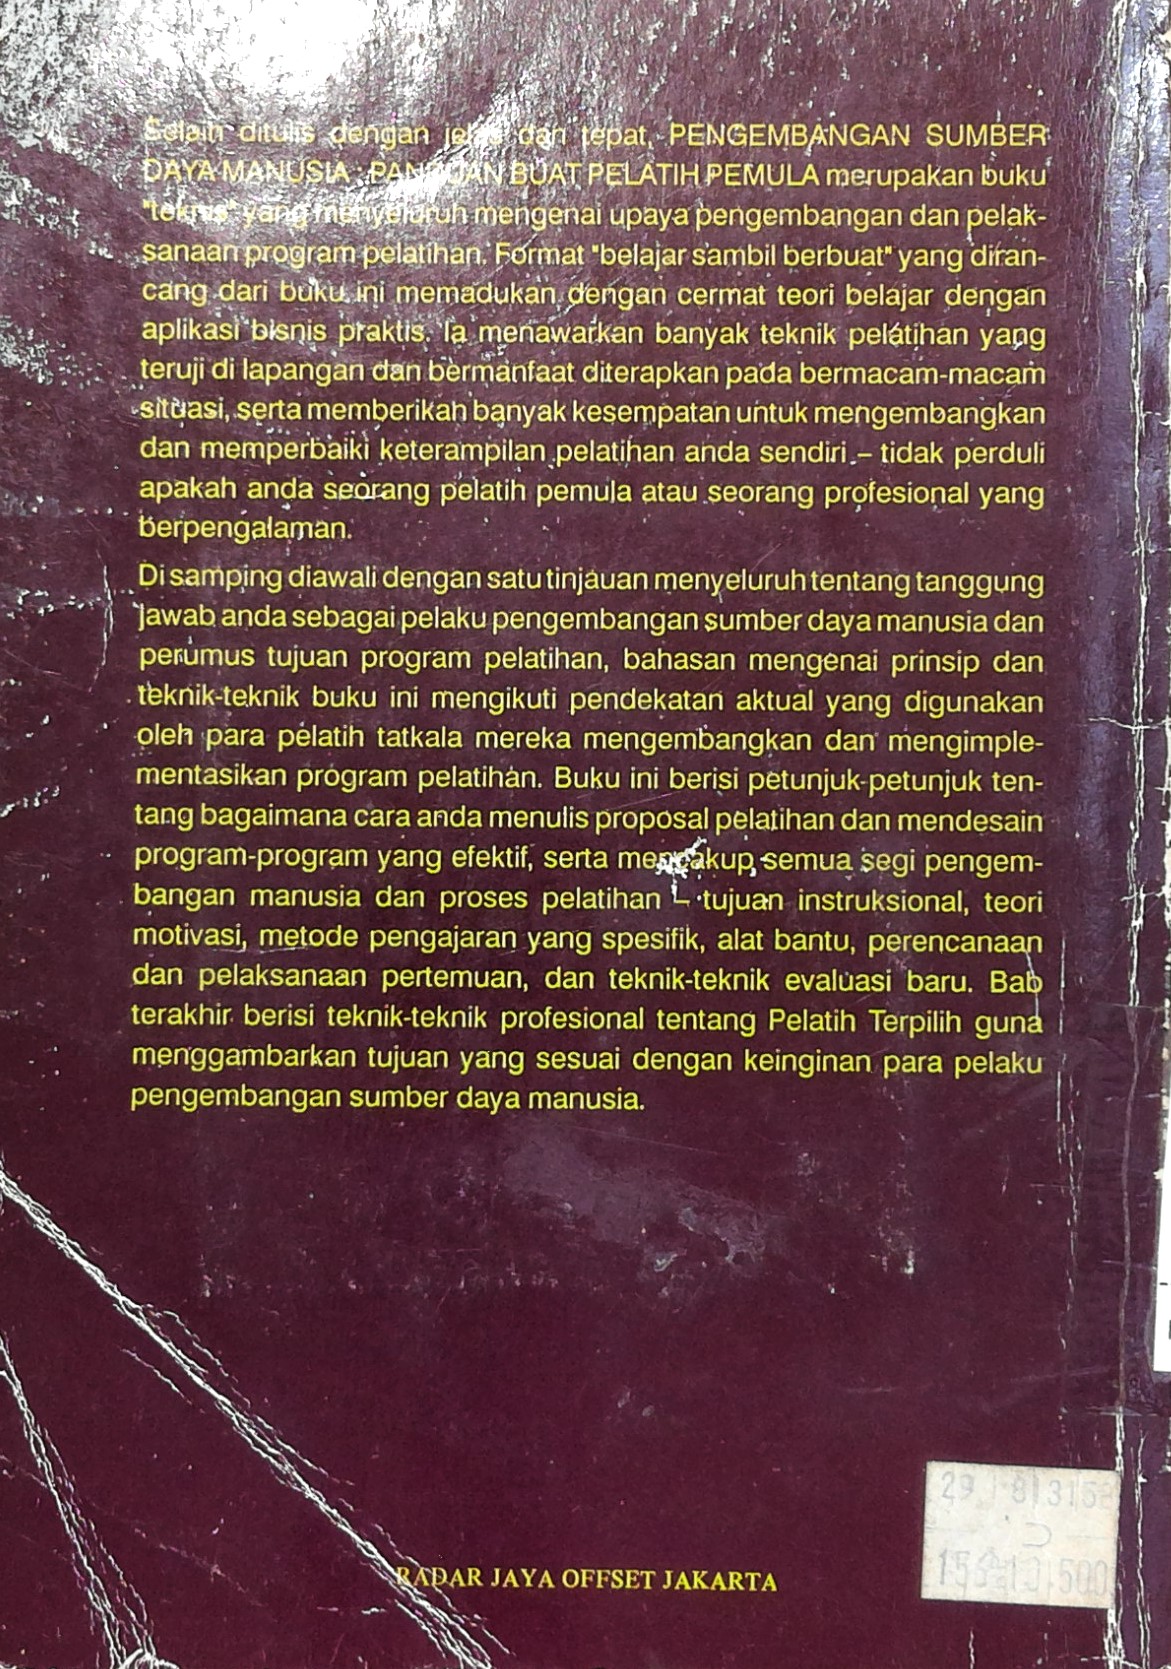 Selain ditulis dengan jelas dan tepat, PENGEMBANGAN SUMBER
DAYA MANUSIA : PANDUAN BUAT PELATIH PEMULA merupakan buku
"teknis" yang menyeluruh mengenai upaya pengembangan dan pelak-
sanaan program pelatihan. Format "belajar sambil berbuat" yang diran-
cang dari buku ini memadukan dengan cermat teori belajar dengan
aplikasi bisnis praktis. Ia menawarkan banyak teknik pelatihan yang
teruji di lapangan dan bermanfaat diterapkan pada bermacam-macam
situasi, serta memberikah banyak kesempatan untuk mengembangkan
dan memperbaiki keterampilan pelatihan anda sendiri – tidak perduli
apakah anda seorang pelatih pemula atau seorang profesional yang
berpengalaman.
Di samping diawali dengan satu tinjauan menyeluruh tentang tanggung
jawab anda sebagai pelaku pengembangan sumber daya manusia dan
perumus tujuan program pelatihan, bahasan mengenai prinsip dan
teknik-teknik buku ini mengikuti pendekatan aktual yang digunakan
oleh para pelatih tatkala mereka mengembangkan dan mengimple-
mentasikan program pelatihan. Buku ini berisi petunjuk-petunjuk ten-
tang bagaimana cara anda menulis proposal pelatihan dan mendesain
program-program yang efektif, serta mencakup semua segi pengem-
bangan manusia dan proses pelatihan – tujuan instruksional, teori
motivasi, metode pengajaran yang spesifik, alat bantu, perencanaan
dan pelaksanaan pertemuan, dan teknik-teknik evaluasi baru. Bab
terakhir berisi teknik-teknik profesional tentang Pelatih Terpilih guna
menggambarkan tujuan yang sesuai dengan keinginan para pelaku
pengembangan sumber daya manusia.
RADAR JAYA OFFSET JAKARTA